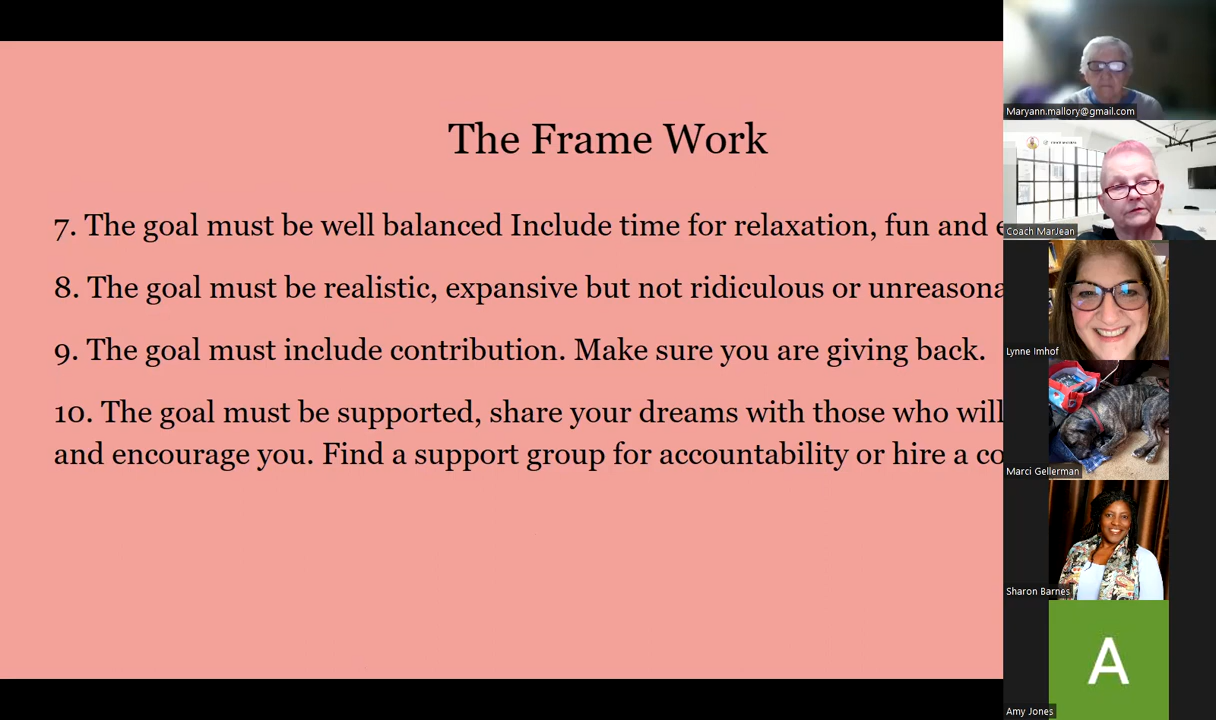 The Frame Work
7. The goal must be well balanced Include time for relaxation, fun and
8. The goal must be realistic, expansive but not ridiculous or
9. The goal must include contribution. Make sure you are giving back.
10. The goal must be supported, share your dreams with those who will
and encourage you. Find a support group for accountability or hire a
Maryann.mallory@gmail.com
Coach MarJean
Lynne Imhof
Marci Gellerman
Sharon Barnes
A
Amy Jones